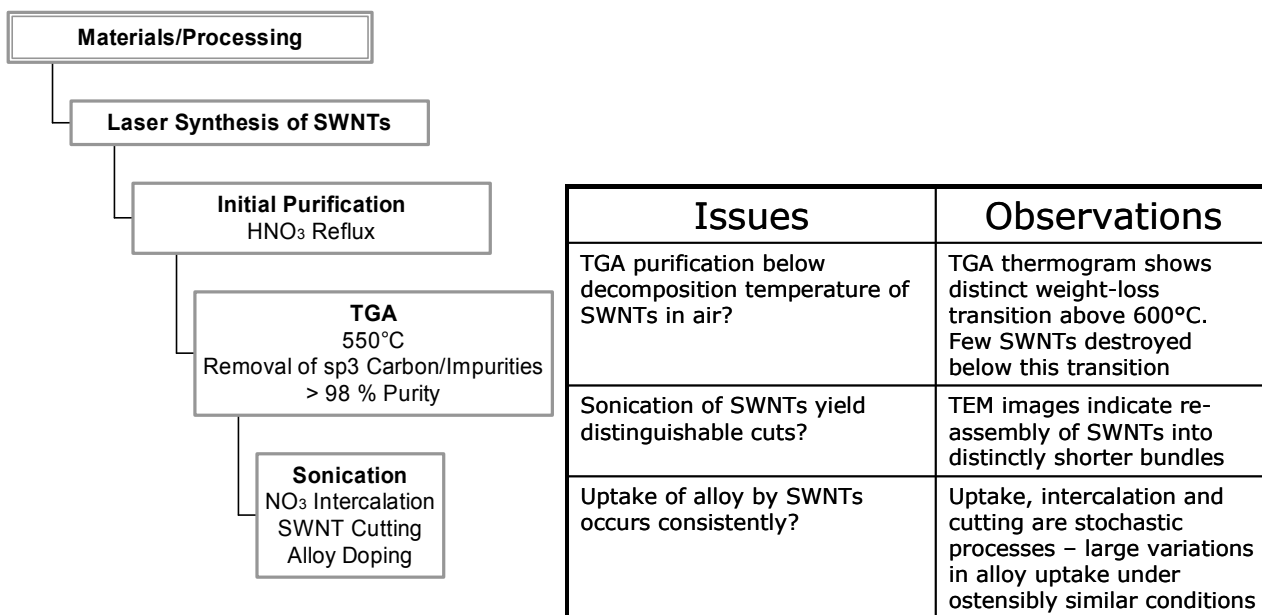 Materials/Processing
Laser Synthesis of SWNTs
Initial Purification
HNO3 Reflux
TGA
550°C
Removal of sp3 Carbon/Impurities
> 98 % Purity
Sonication
NO3 Intercalation
SWNT Cutting
Alloy Doping
Issues
Observations
TGA purification below
decomposition temperature of
SWNTs in air?
TGA thermogram shows
distinct weight-loss
transition above 600°C.
Few SWNTs destroyed
below this transition
Sonication of SWNTs yield
distinguishable cuts?
TEM images indicate re-
assembly of SWNTs into
distinctly shorter bundles
Uptake of alloy by SWNTs
occurs consistently?
Uptake, intercalation and
cutting are stochastic
processes – large variations
in alloy uptake under
ostensibly similar conditions